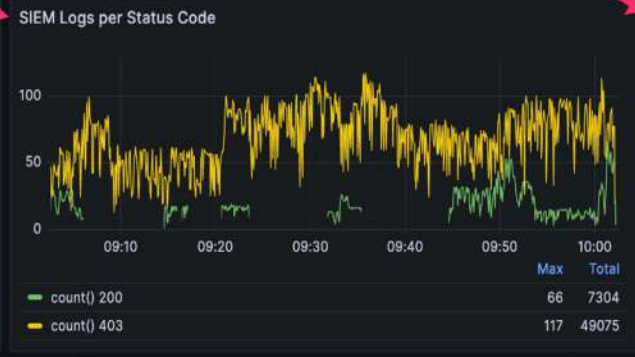 SIEM Logs per Status Code
100
50
0
09:10 09:20 09:30 09:40 09:50 10:00
Max Total
count() 200 66 7304
count() 403 117 49075